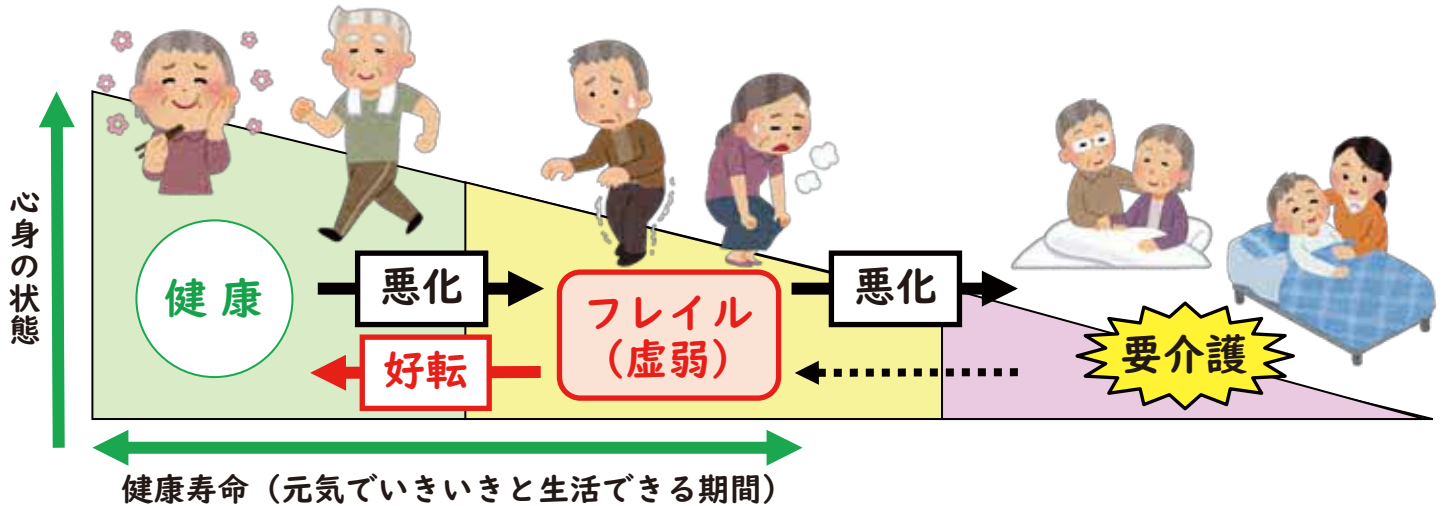 心身の状態
健康
悪化
好転
フレイル
（虚弱）
悪化
要介護
健康寿命（元気でいきいきと生活できる期間）